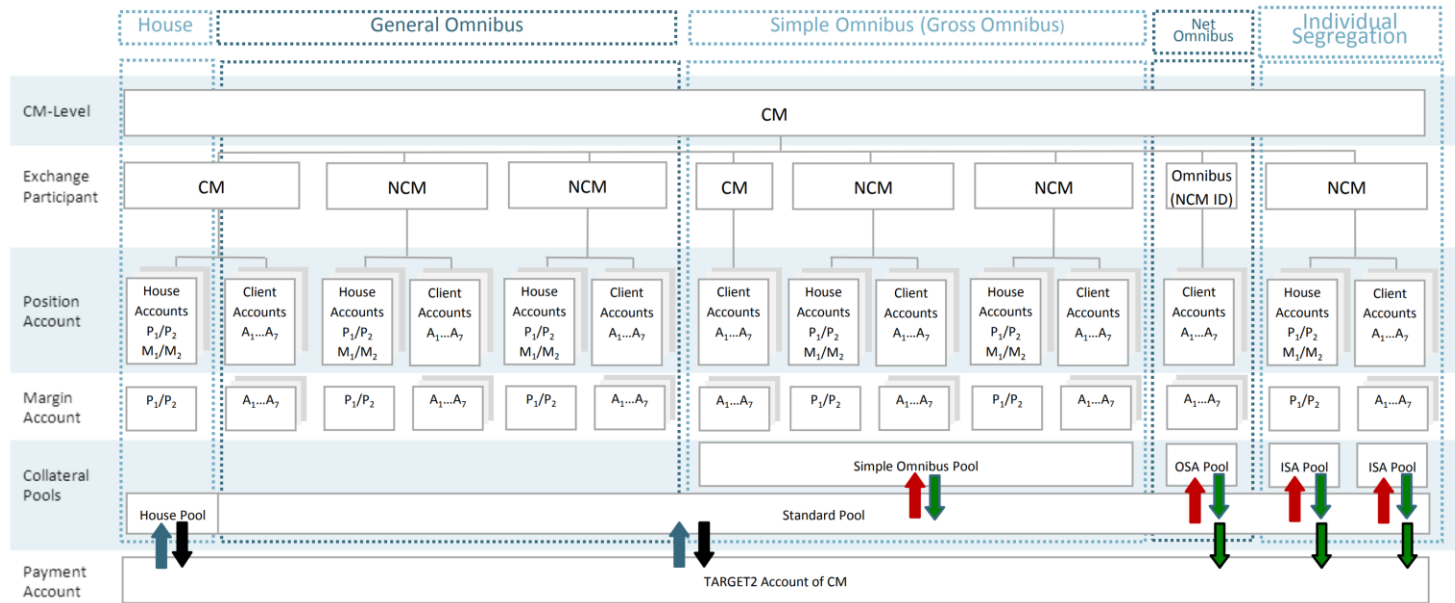 House
General Omnibus
Simple Omnibus (Gross Omnibus)
Net
Omnibus
Individual
Segregation
CM-Level
CM
Exchange
Participant
CM
NCM
NCM
CM
NCM
NCM
Omnibus
(NCM ID)
NCM
Position
Account
House
Accounts
P₁/P₂
M₁/M₂
Client
Accounts
A₁...A₇
House
Accounts
P₁/P₂
M₁/M₂
Client
Accounts
A₁...A₇
House
Accounts
P₁/P₂
M₁/M₂
Client
Accounts
A₁...A₇
Client
Accounts
A₁...A₇
House
Accounts
P₁/P₂
M₁/M₂
Client
Accounts
A₁...A₇
House
Accounts
P₁/P₂
M₁/M₂
Client
Accounts
A₁...A₇
Client
Accounts
A₁...A₇
House
Accounts
P₁/P₂
M₁/M₂
Client
Accounts
A₁...A₇
Margin
Account
P₁/P₂
A₁...A₇
P₁/P₂
A₁...A₇
P₁/P₂
A₁...A₇
A₁...A₇
P₁/P₂
A₁...A₇
P₁/P₂
A₁...A₇
A₁...A₇
P₁/P₂
A₁...A₇
Collateral
Pools
Simple Omnibus Pool
OSA Pool
ISA Pool
ISA Pool
House Pool
Standard Pool
Payment
Account
TARGET2 Account of CM